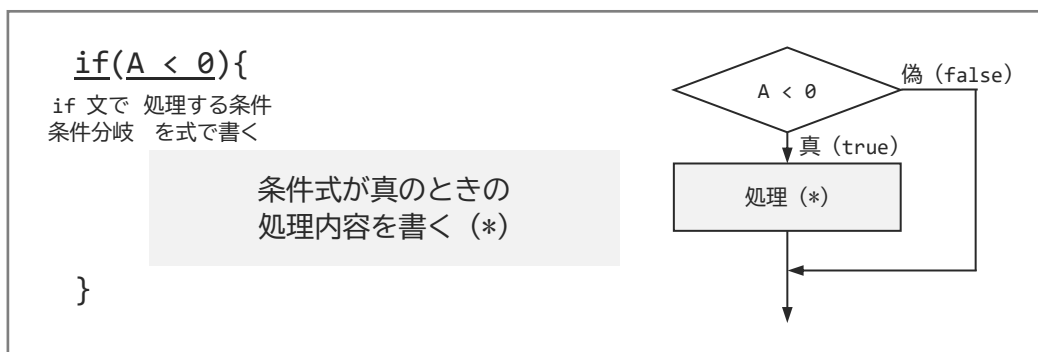 if(A < 0){
if 文で 処理する条件
条件分岐 を式で書く
条件式が真のときの
処理内容を書く（*）
}
A < 0
偽（false）
真（true）
処理（*）